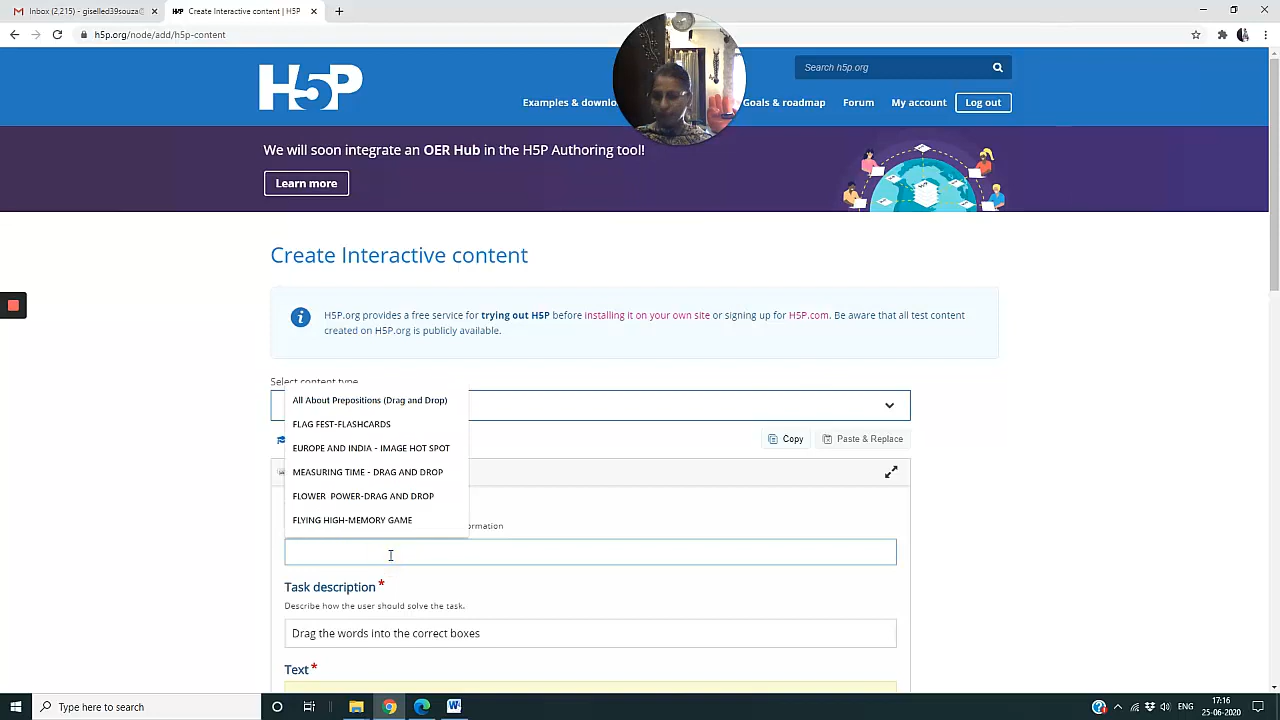 Inbox (2,215) - giselled3souza@
Create Interactive content | H5P
h5p.org/node/add/h5p-content
H5P
Search h5p.org
Examples & downlo
Goals & roadmap
Forum
My account
Log out
We will soon integrate an OER Hub in the H5P Authoring tool!
Learn more
Create Interactive content
H5P.org provides a free service for trying out H5P before installing it on your own site or signing up for H5P.com. Be aware that all test content
created on H5P.org is publicly available.
Select content type
All About Prepositions (Drag and Drop)
FLAG FEST-FLASHCARDS
EUROPE AND INDIA - IMAGE HOT SPOT
MEASURING TIME - DRAG AND DROP
FLOWER POWER-DRAG AND DROP
FLYING HIGH-MEMORY GAME
Copy
Paste & Replace
ormation
Task description *
Describe how the user should solve the task.
Drag the words into the correct boxes
Text *
Type here to search
ENG
17:16
25-06-2020